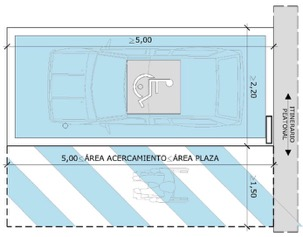 ≥5,00
≥2,20
ITINERARIO
PEATONAL
5,00≤ÁREA ACERCAMIENTO≤ÁREA PLAZA
≥1,50